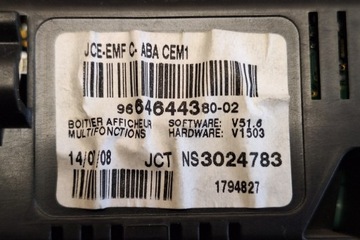 JCE-EMF C- ABA CEM1
9664644380-02
BOITIER AFFICHEUR SOFTWARE: V51.6
MULTIFONCTIONS HARDWARE: V1503
14/01/08 JCT NS3024783
1794827